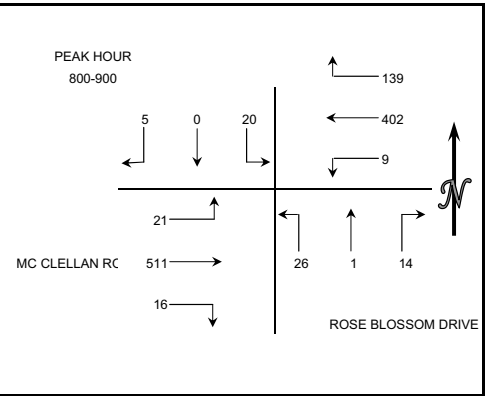 PEAK HOUR
800-900
139
5 0 20
402
9
21
N
MC CLELLAN RC
511
26 1 14
16
ROSE BLOSSOM DRIVE